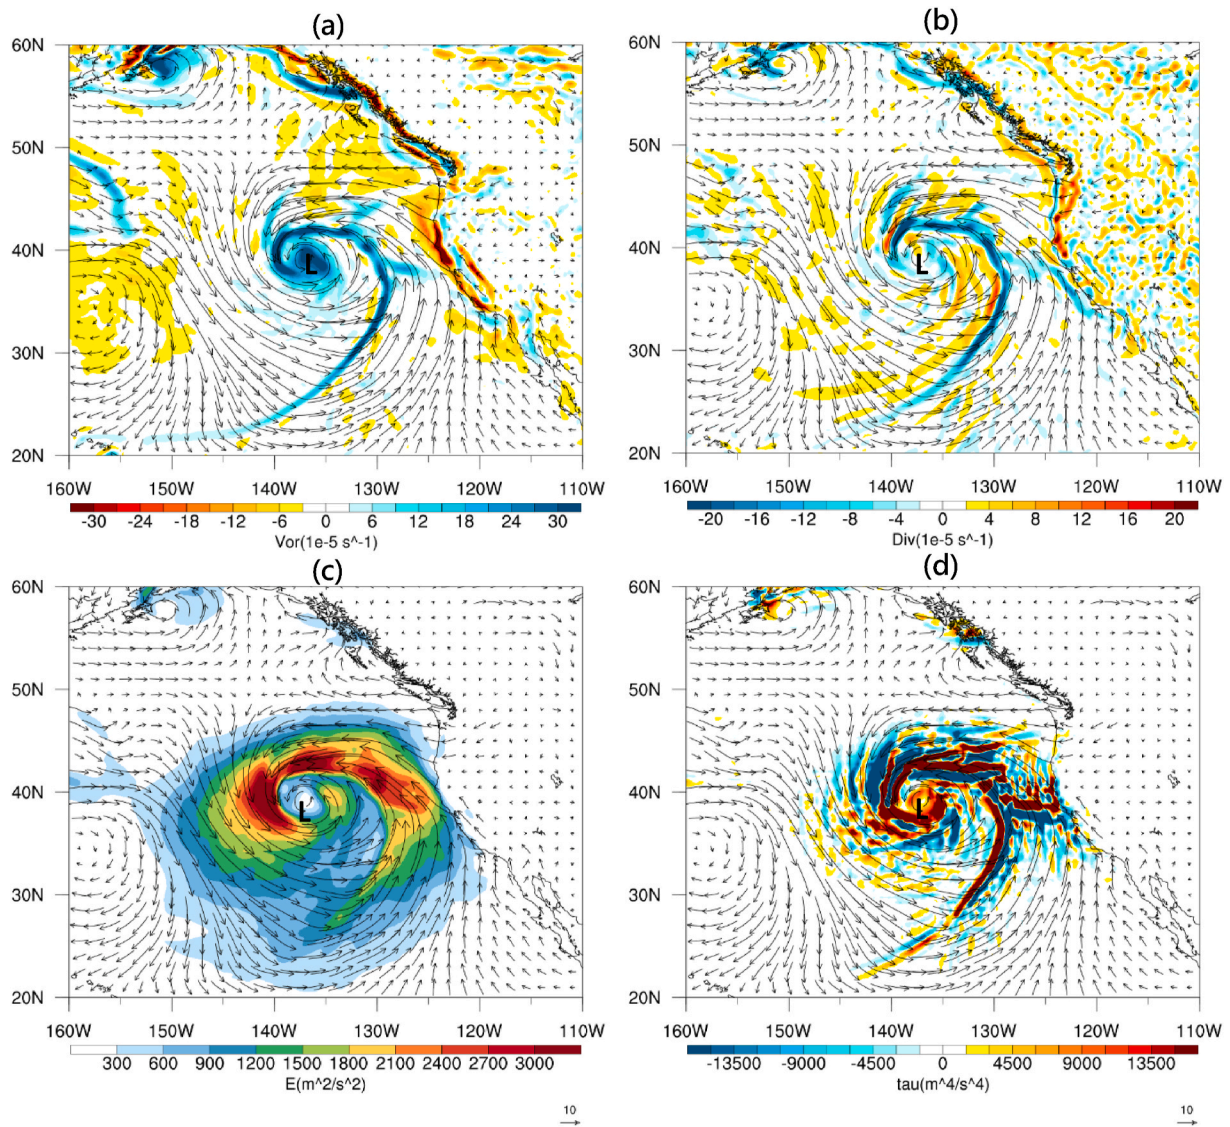 (a)
(b)
60N
50N
40N
30N
20N
L
160W 150W 140W 130W 120W 110W
-30 -24 -18 -12 -6 0 6 12 18 24 30
Vor(1e-5 s^-1)
60N
50N
40N
30N
20N
L
160W 150W 140W 130W 120W 110W
-20 -16 -12 -8 -4 0 4 8 12 16 20
Div(1e-5 s^-1)
(c)
(d)
60N
50N
40N
30N
20N
L
160W 150W 140W 130W 120W 110W
300 600 900 1200 1500 1800 2100 2400 2700 3000
E(m^2/s^2)
10
60N
50N
40N
30N
20N
L
160W 150W 140W 130W 120W 110W
-13500 -9000 -4500 0 4500 9000 13500
tau(m^4/s^4)
10